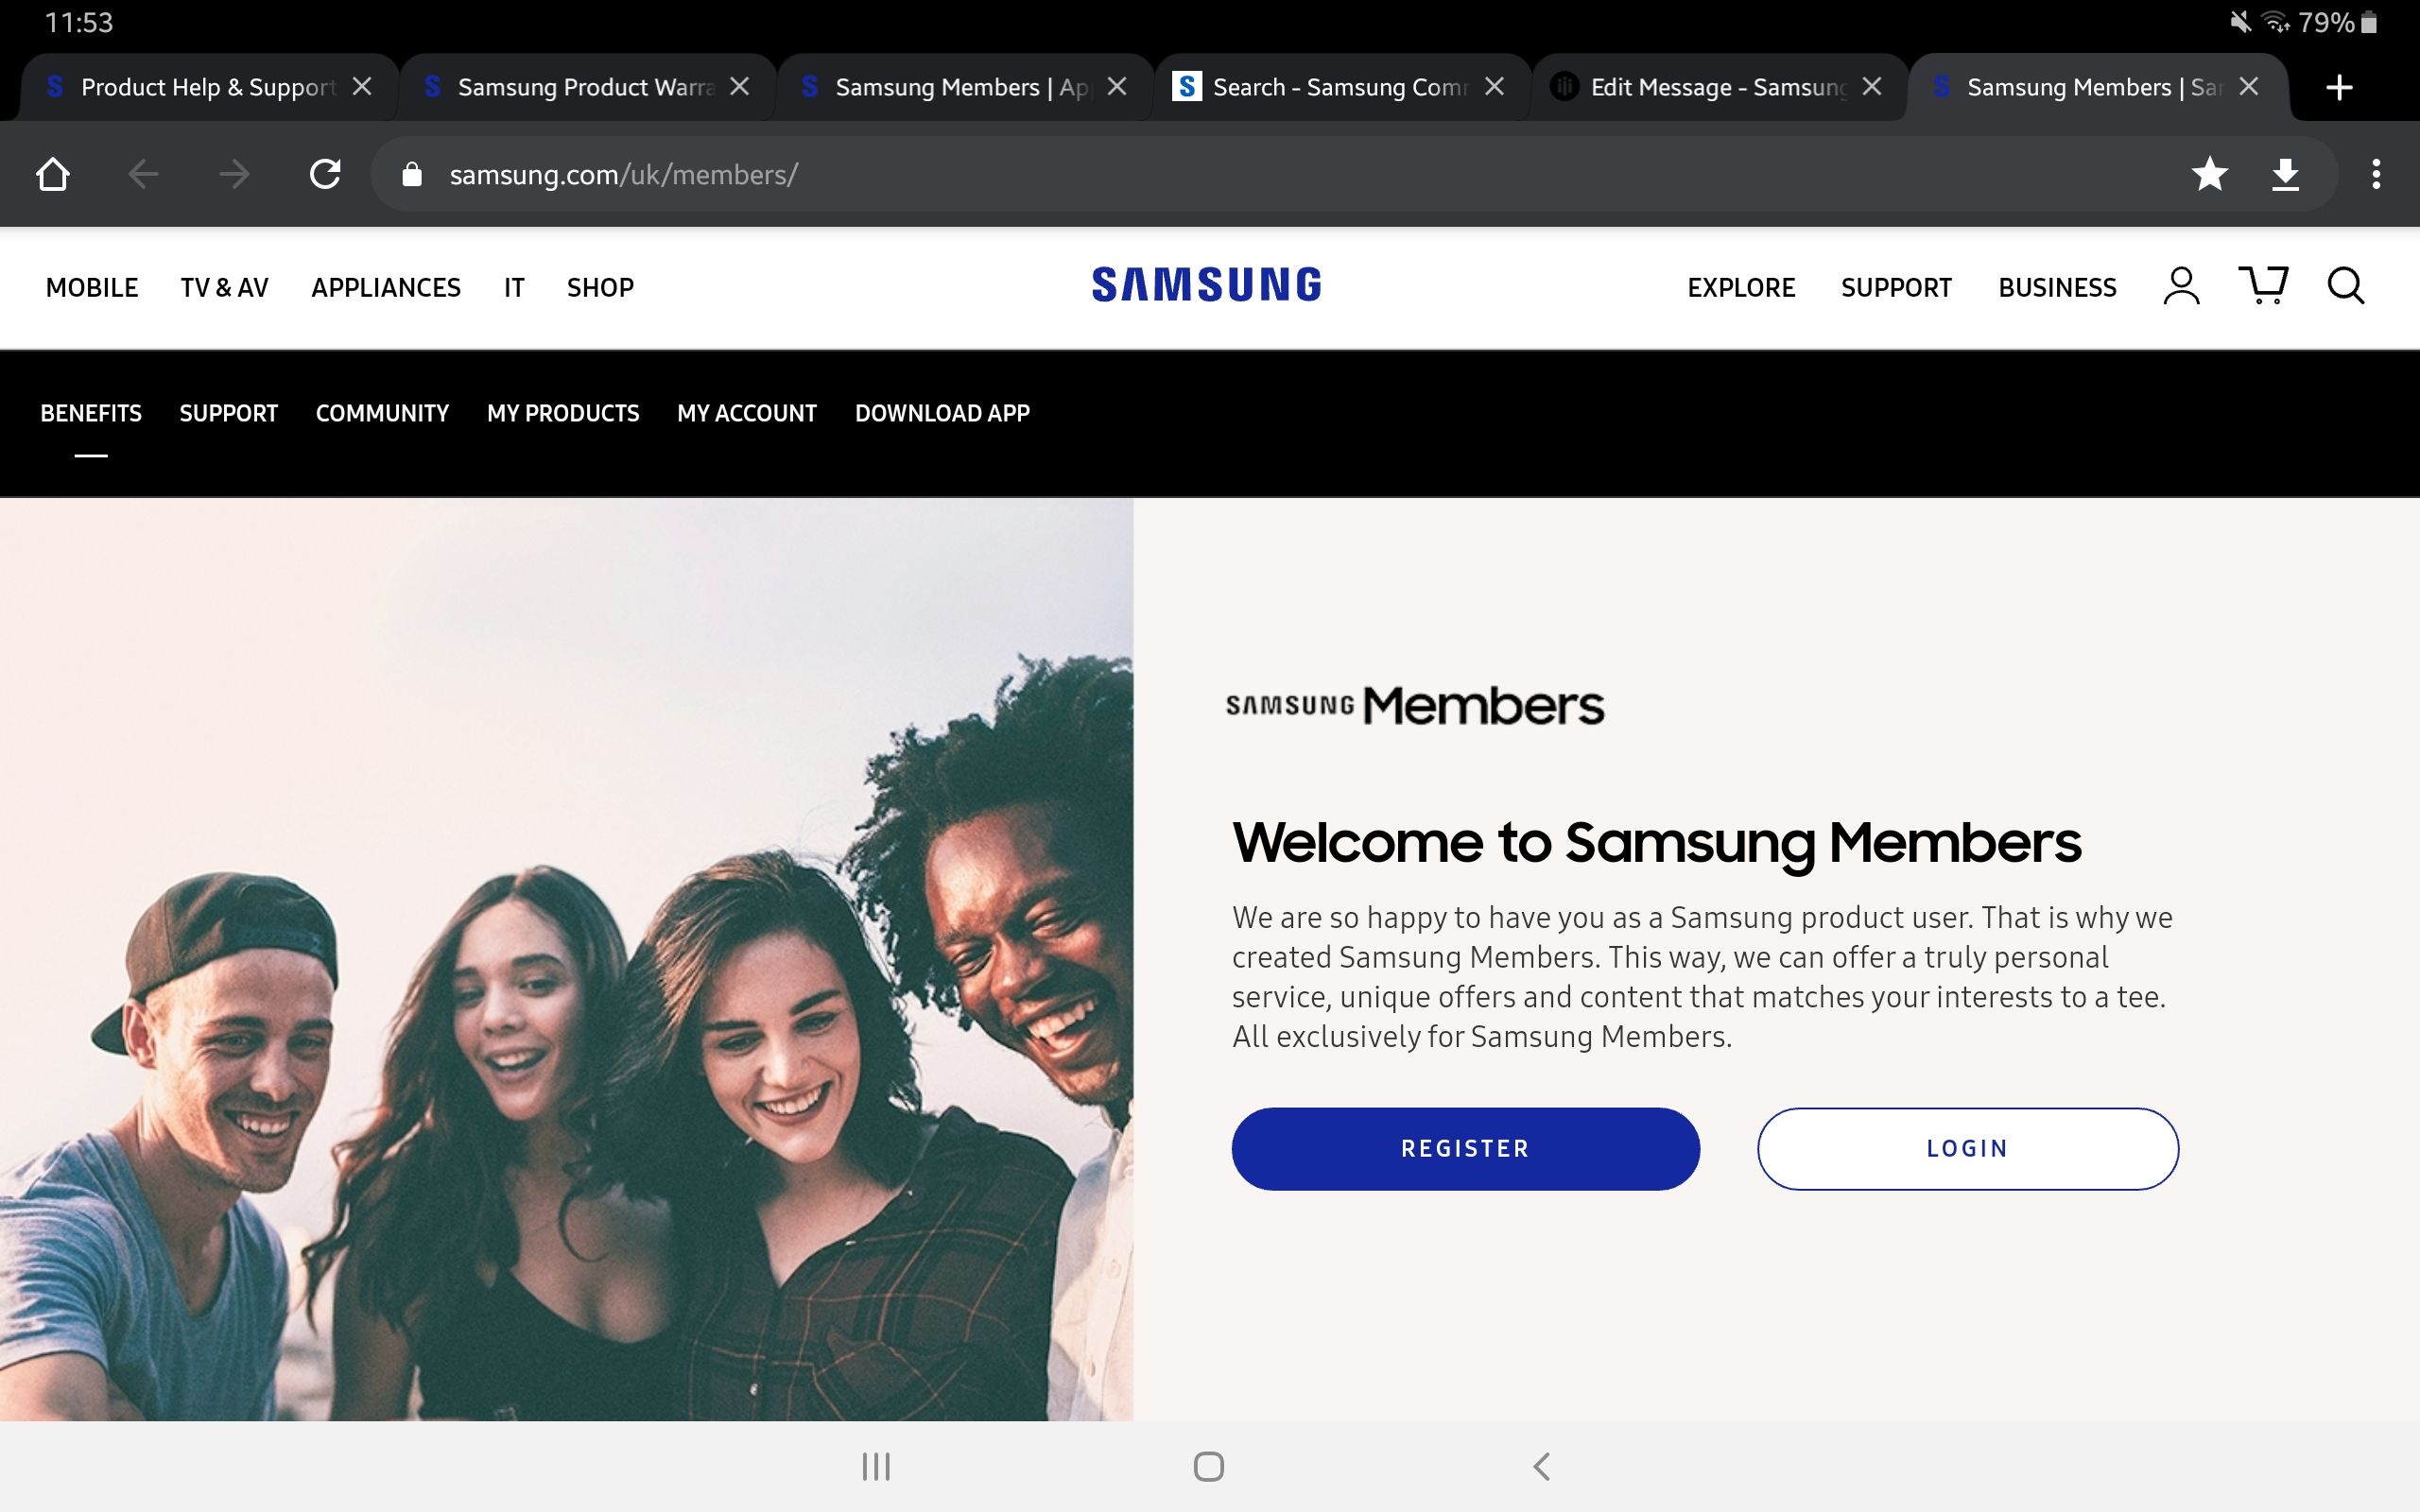 11:53
79%
Product Help & Support
Samsung Product Warra
Samsung Members | Ap
Search - Samsung Com
Edit Message - Samsung
Samsung Members | Sar
samsung.com/uk/members/
MOBILE TV & AV APPLIANCES IT SHOP
SAMSUNG
EXPLORE SUPPORT BUSINESS
BENEFITS SUPPORT COMMUNITY MY PRODUCTS MY ACCOUNT DOWNLOAD APP
SAMSUNG Members
Welcome to Samsung Members
We are so happy to have you as a Samsung product user. That is why we
created Samsung Members. This way, we can offer a truly personal
service, unique offers and content that matches your interests to a tee.
All exclusively for Samsung Members.
REGISTER
LOGIN